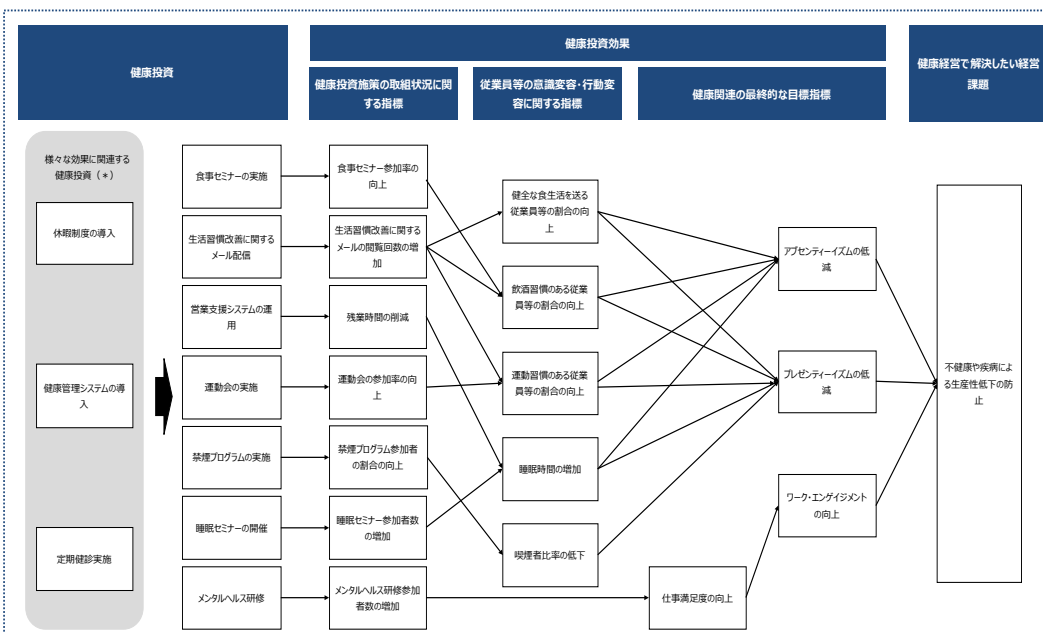 健康投資
健康投資効果
健康経営で解決したい経営
課題
健康投資施策の取組状況に関
する指標
従業員等の意識変容・行動変
容に関する指標
健康関連の最終的な目標指標
様々な効果に関連する
健康投資（＊）
休暇制度の導入
健康管理システムの導
入
定期健診実施
食事セミナーの実施
生活習慣改善に関する
メール配信
営業支援システムの運
用
運動会の実施
禁煙プログラムの実施
睡眠セミナーの開催
メンタルヘルス研修
食事セミナー参加率の
向上
生活習慣改善に関する
メールの閲覧回数の増
加
残業時間の削減
運動会の参加率の向
上
禁煙プログラム参加者
の割合の向上
睡眠セミナー参加者数
の増加
メンタルヘルス研修参加
者数の増加
健全な食生活を送る
従業員等の割合の向
上
飲酒習慣のある従業
員等の割合の向上
運動習慣のある従業
員等の割合の向上
睡眠時間の増加
喫煙者比率の低下
仕事満足度の向上
アブセンティーイズムの低
減
プレゼンティーイズムの低
減
ワーク・エンゲイジメント
の向上
不健康や疾病によ
る生産性低下の防
止